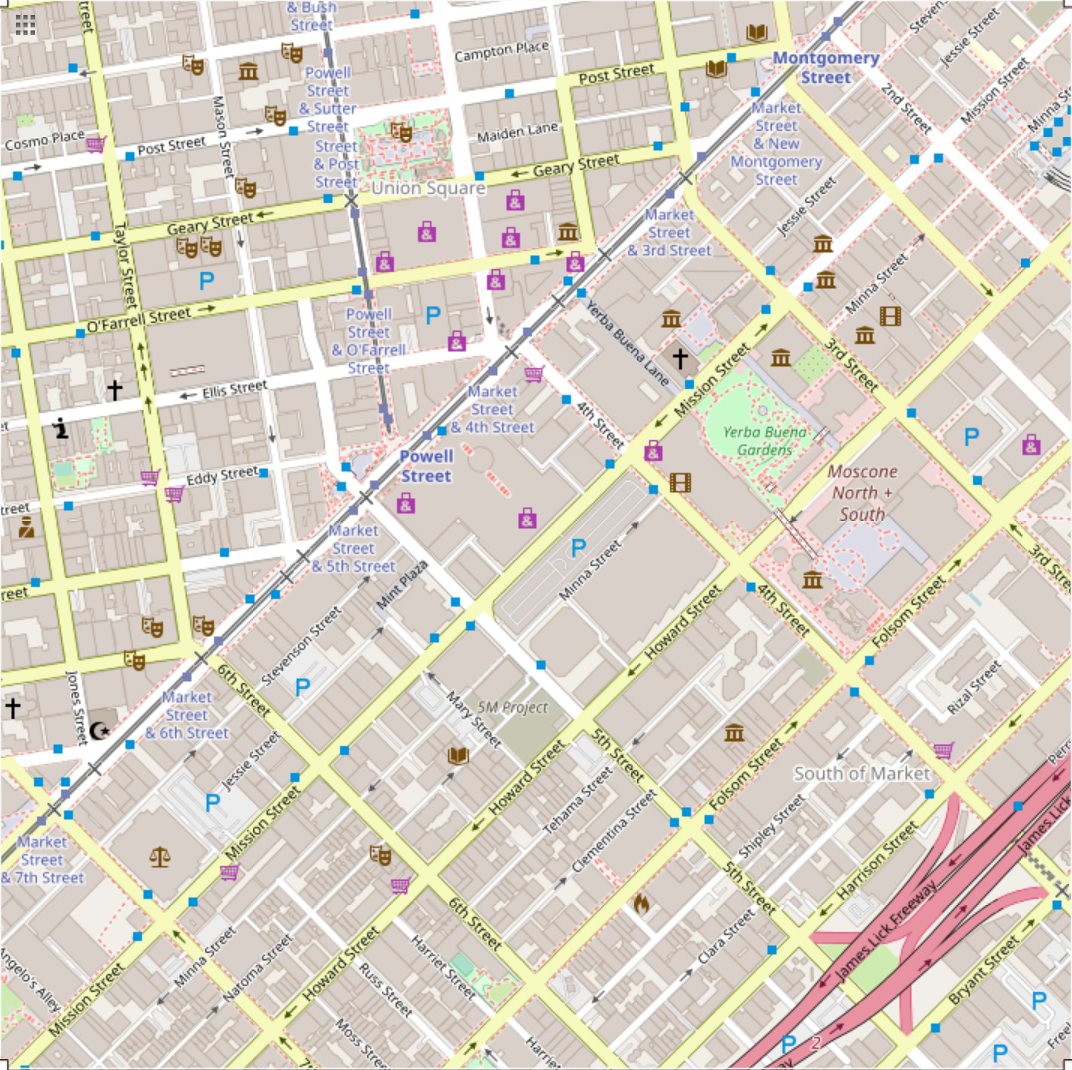 & Bush
Street
Campton Place
Steven
Jessie Street
Montgomery
Street
Post Street
Powell
Street
& Sutter
Street
Mason Street
2nd Street
Mission Street
Minna St
Market
Street
& New
Montgomery
Street
Cosmo Place
Post Street
Maiden Lane
Street
& Post
Street
Geary Street
Union Square
Jessie Street
Geary Street
Market
Street
& 3rd Street
Taylor Street
P
Minna Street
O'Farrell Street
P
Yerba Buena Lane
Powell
Street
& O'Farrell
Street
3rd Street
Mission Street
Ellis Street
Market
Street
& 4th Street
4th Street
Yerba Buena
Gardens
P
Powell
Street
Eddy Street
Moscone
North +
South
treet
Market
Street
& 5th Street
P
Minna Street
3rd Street
Mint Plaza
reet
4th Street
Folsom Street
Howard Street
Stevenson Street
6th Street
P
Jones Street
Rizal Street
Market
Street
& 6th Street
Mary Street
5M Project
Jessie Street
5th Street
South of Market
Howard Street
Folsom Street
P
Mission Street
Tehama Street
Clementina Street
Shipley Street
James Lick
Market
Street
& 7th Street
Harrison Street
5th Street
6th Street
James Lick Freeway
Clara Street
Angelo's Alley
Minna Street
Natoma Street
Howard Street
Harriet Street
Russ Street
Bryant Street
Mission Street
Moss Street
P
Harrie
P
2
P